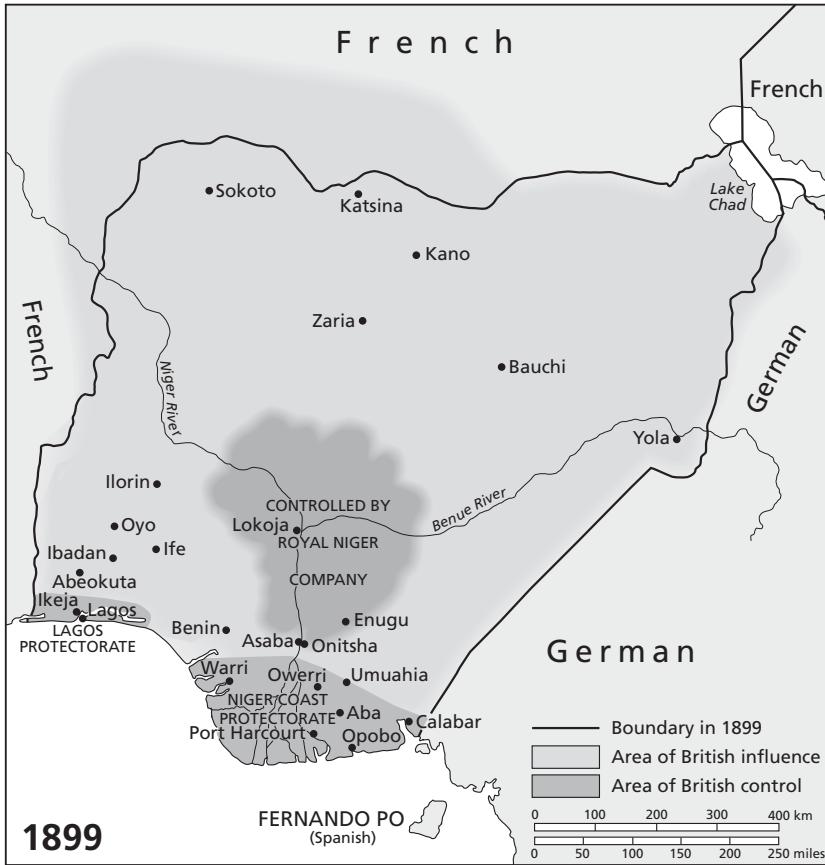 French
French
Lake
Chad
Sokoto
Katsina
Kano
Zaria
Bauchi
French
Niger River
German
Yola
Ilorin
CONTROLLED BY
Benue River
Oyo
Lokoja
ROYAL NIGER
Ibadan
Ife
Abeokuta
COMPANY
Ikeja
Lagos
LAGOS
PROTECTORATE
Benin
Enugu
Asaba
Onitsha
German
Warri
Owerri
Umuahia
NIGER COAST
PROTECTORATE
Aba
Port Harcourt
Calabar
Opobo
Boundary in 1899
Area of British influence
Area of British control
FERNANDO PO
(Spanish)
0 100 200 300 400 km
0 50 100 150 200 250 miles
1899